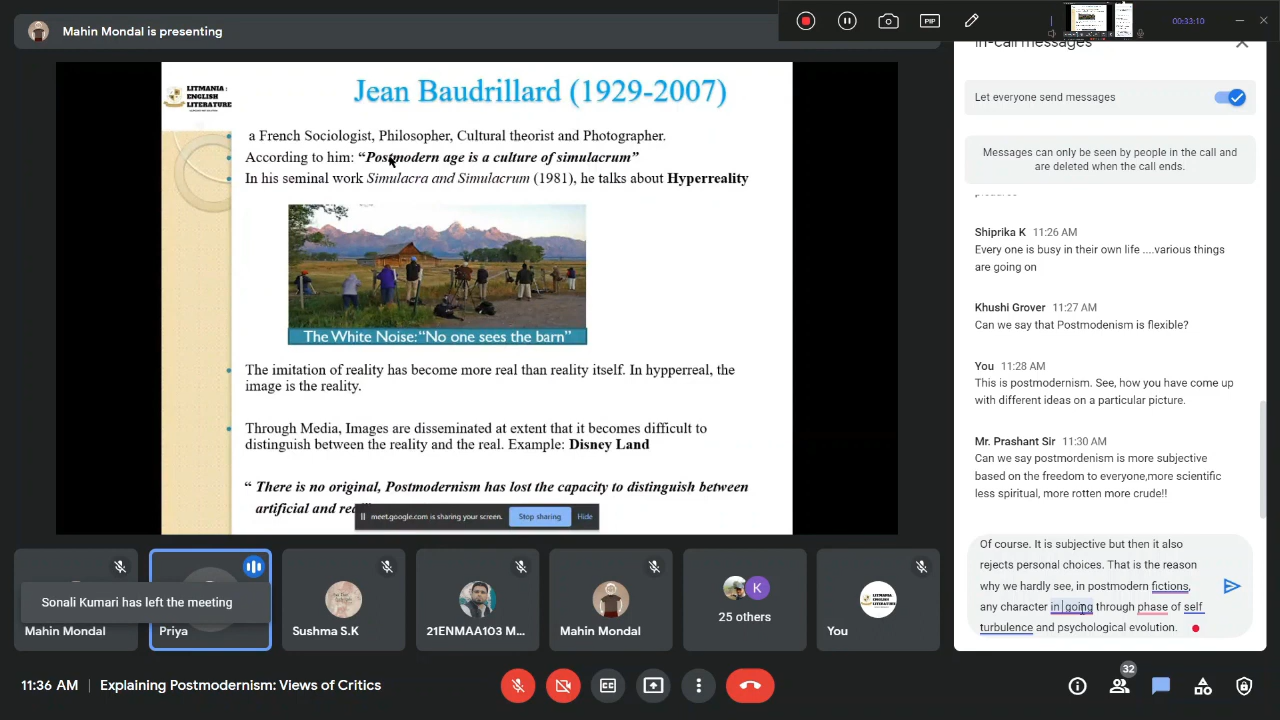 Mahin Mondal is presenting
PIP
00:33:10
In-call messages
Let everyone send messages
Messages can only be seen by people in the call and
are deleted when the call ends.
LITMANIA :
ENGLISH
LITERATURE
Jean Baudrillard (1929-2007)
a French Sociologist, Philosopher, Cultural theorist and Photographer.
According to him: “Postmodern age is a culture of simulacrum”
In his seminal work Simulacra and Simulacrum (1981), he talks about Hyperreality
The White Noise:“No one sees the barn”
The imitation of reality has become more real than reality itself. In hypperreal, the
image is the reality.
Through Media, Images are disseminated at extent that it becomes difficult to
distinguish between the reality and the real. Example: Disney Land
“ There is no original, Postmodernism has lost the capacity to distinguish between
artificial and
meet.google.com is sharing your screen.
Stop sharing
Hide
Shiprika K 11:26 AM
Every one is busy in their own life ....various things
are going on
Khushi Grover 11:27 AM
Can we say that Postmodenism is flexible?
You 11:28 AM
This is postmodernism. See, how you have come up
with different ideas on a particular picture.
Mr. Prashant Sir 11:30 AM
Can we say postmordenism is more subjective
based on the freedom to everyone,more scientific
less spiritual, more rotten more crude!!
Of course. It is subjective but then it also
rejects personal choices. That is the reason
why we hardly see, in postmodern fictions,
any character in going through phase of self
turbulence and psychological evolution.
Sonali Kumari has left the meeting
Mahin Mondal
Priya
Sushma S.K
21ENMAA103 M...
Mahin Mondal
K
25 others
You
11:36 AM | Explaining Postmodernism: Views of Critics
32